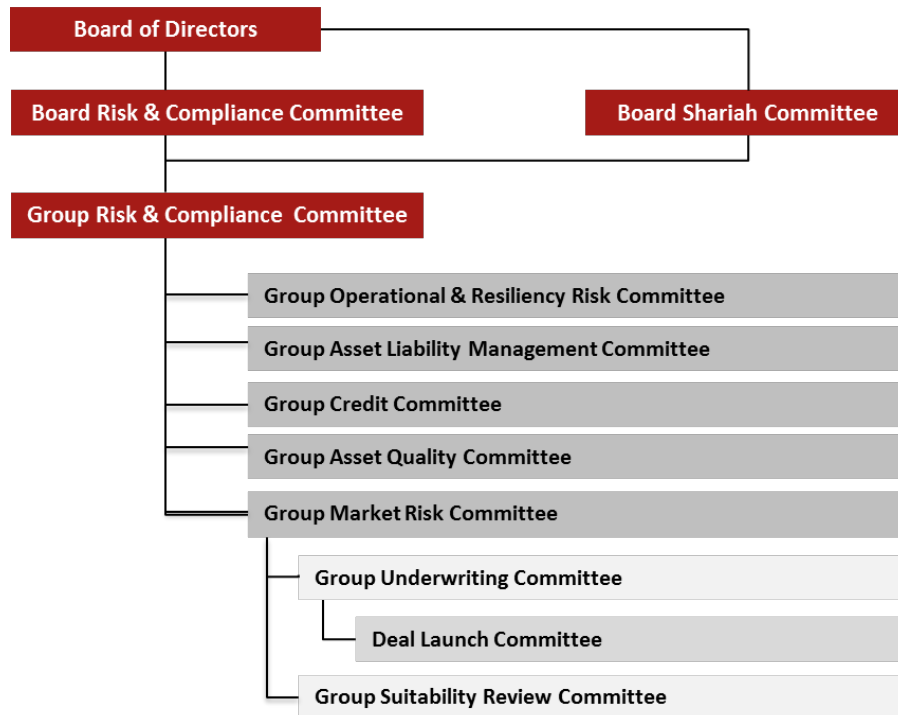 Board of Directors
Board Risk & Compliance Committee
Board Shariah Committee
Group Risk & Compliance Committee
Group Operational & Resiliency Risk Committee
Group Asset Liability Management Committee
Group Credit Committee
Group Asset Quality Committee
Group Market Risk Committee
Group Underwriting Committee
Deal Launch Committee
Group Suitability Review Committee